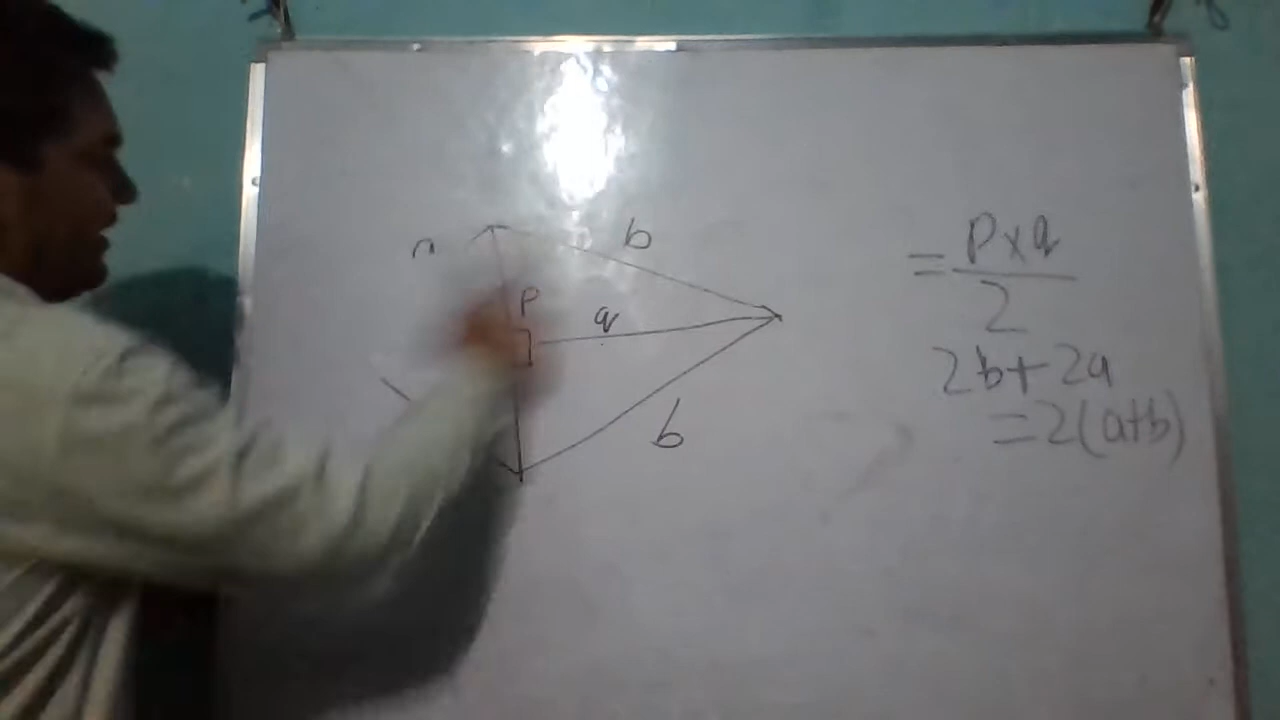 b
P
q
b
= P x q
2
2b+2a
=2(a+b)